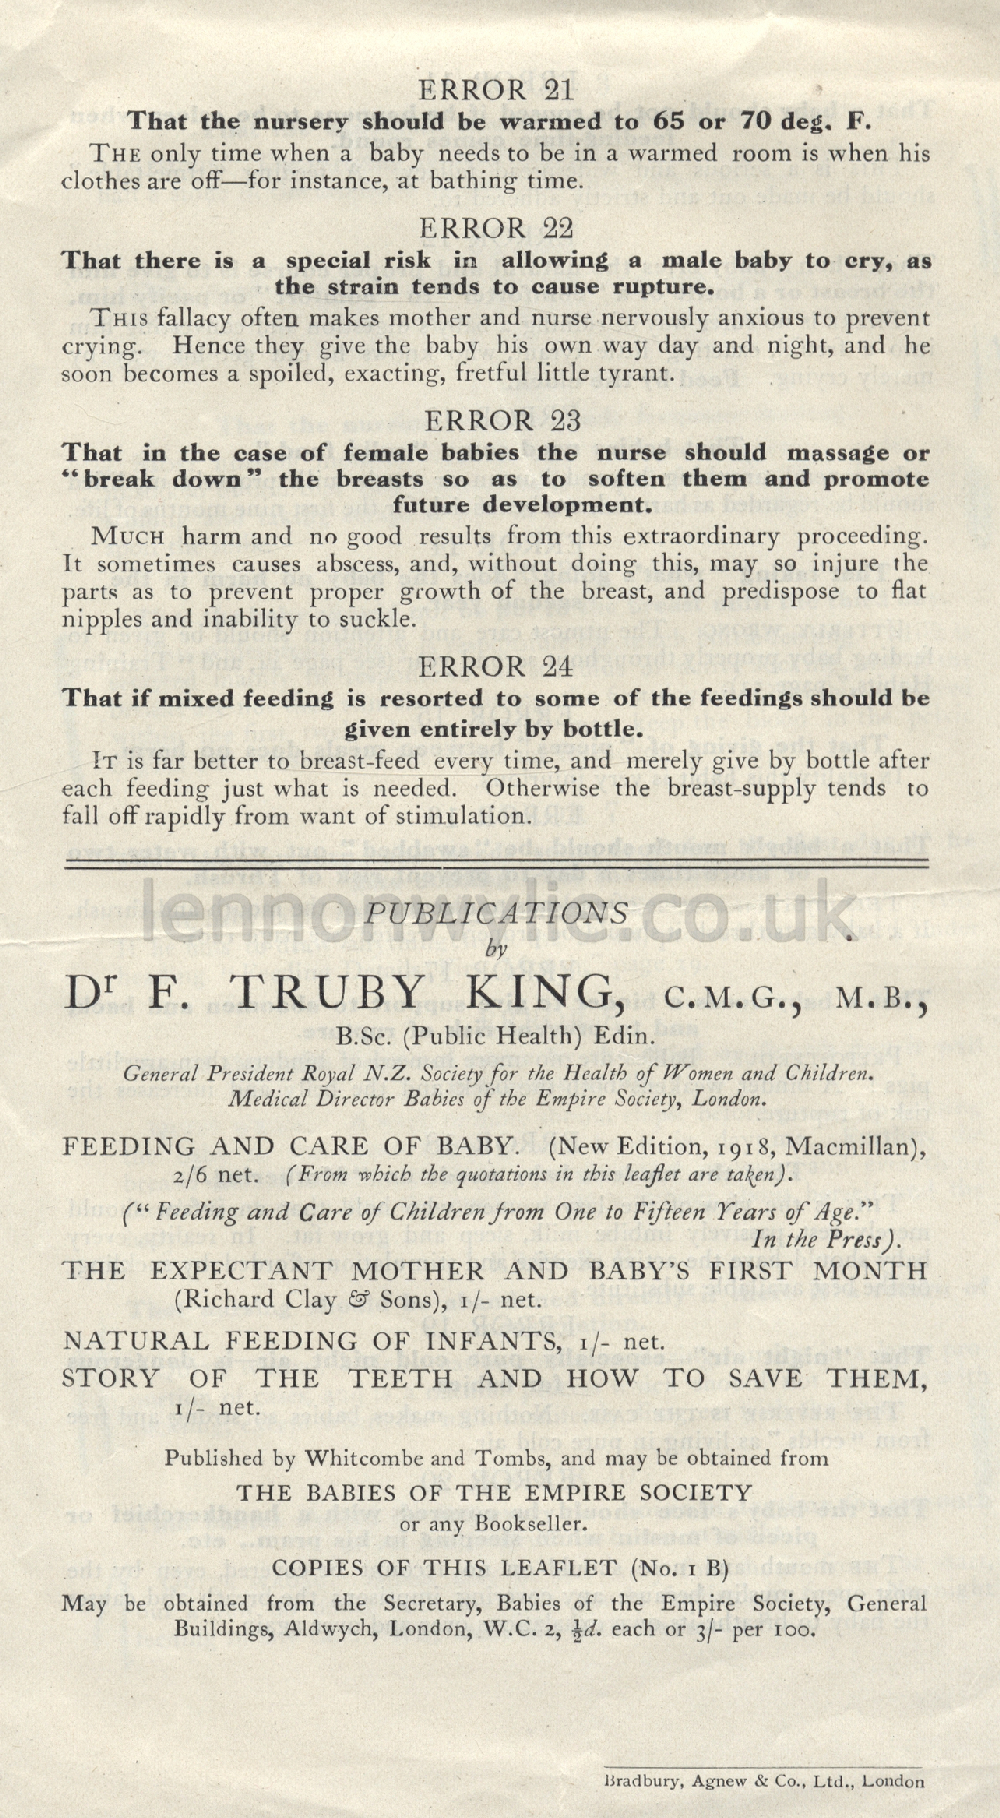 ERROR 21
That the nursery should be warmed to 65 or 70 deg. F.
THE only time when a baby needs to be in a warmed room is when his
clothes are off—for instance, at bathing time.
ERROR 22
That there is a special risk in allowing a male baby to cry, as
the strain tends to cause rupture.
THIS fallacy often makes mother and nurse nervously anxious to prevent
crying. Hence they give the baby his own way day and night, and he
soon becomes a spoiled, exacting, fretful little tyrant.
ERROR 23
That in the case of female babies the nurse should massage or
“break down” the breasts so as to soften them and promote
future development.
MUCH harm and no good results from this extraordinary proceeding.
It sometimes causes abscess, and, without doing this, may so injure the
parts as to prevent proper growth of the breast, and predispose to flat
nipples and inability to suckle.
ERROR 24
That if mixed feeding is resorted to some of the feedings should be
given entirely by bottle.
IT is far better to breast-feed every time, and merely give by bottle after
each feeding just what is needed. Otherwise the breast-supply tends to
fall off rapidly from want of stimulation.
lennonwylie.co.uk
PUBLICATIONS
by
Dr F. TRUBY KING, C.M.G., M.B.,
B.Sc. (Public Health) Edin.
General President Royal N.Z. Society for the Health of Women and Children.
Medical Director Babies of the Empire Society, London.
FEEDING AND CARE OF BABY. (New Edition, 1918, Macmillan),
2/6 net. (From which the quotations in this leaflet are taken).
(“Feeding and Care of Children from One to Fifteen Years of Age.”
In the Press).
THE EXPECTANT MOTHER AND BABY'S FIRST MONTH
(Richard Clay & Sons), 1/- net.
NATURAL FEEDING OF INFANTS, 1/- net.
STORY OF THE TEETH AND HOW TO SAVE THEM,
1/- net.
Published by Whitcombe and Tombs, and may be obtained from
THE BABIES OF THE EMPIRE SOCIETY
or any Bookseller.
COPIES OF THIS LEAFLET (No. 1 B)
May be obtained from the Secretary, Babies of the Empire Society, General
Buildings, Aldwych, London, W.C. 2, ½d. each or 3/- per 100.
Bradbury, Agnew & Co., Ltd., London